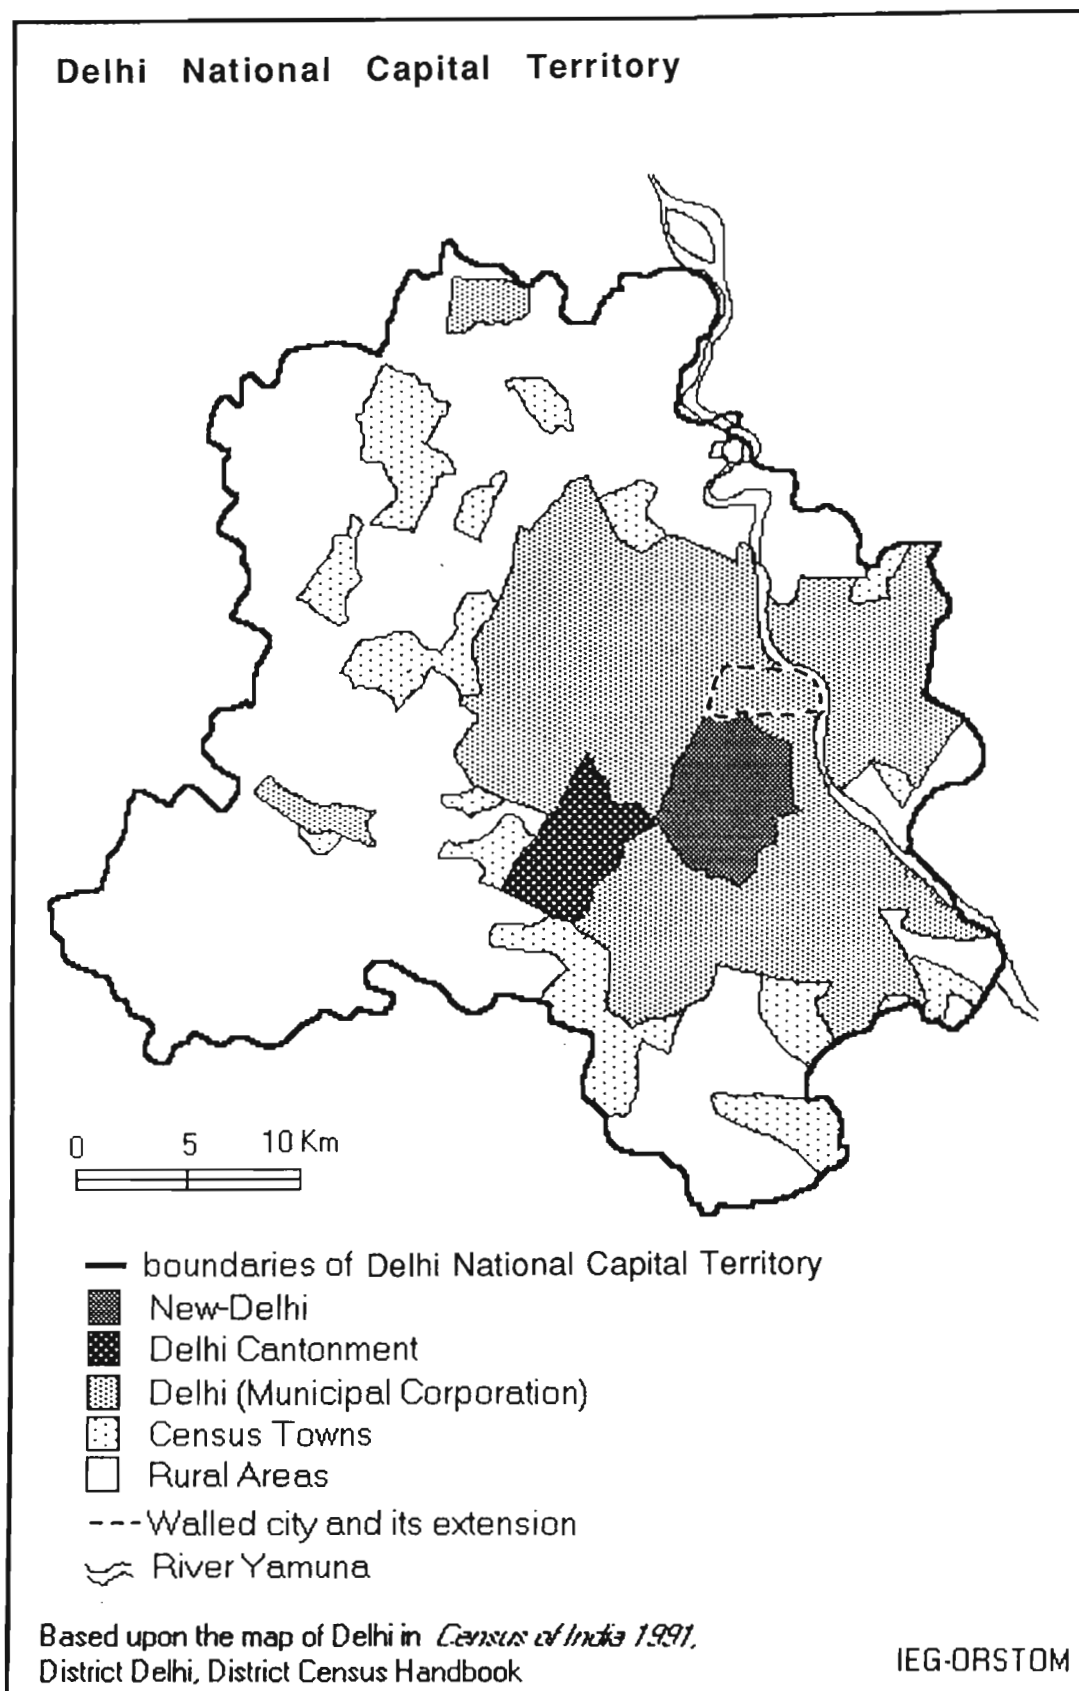 Delhi National Capital Territory
0 5 10 Km
boundaries of Delhi National Capital Territory
New-Delhi
Delhi Cantonment
Delhi (Municipal Corporation)
Census Towns
Rural Areas
Walled city and its extension
River Yamuna
Based upon the map of Delhi in Census of India 1991,
District Delhi, District Census Handbook
IEG-ORSTOM